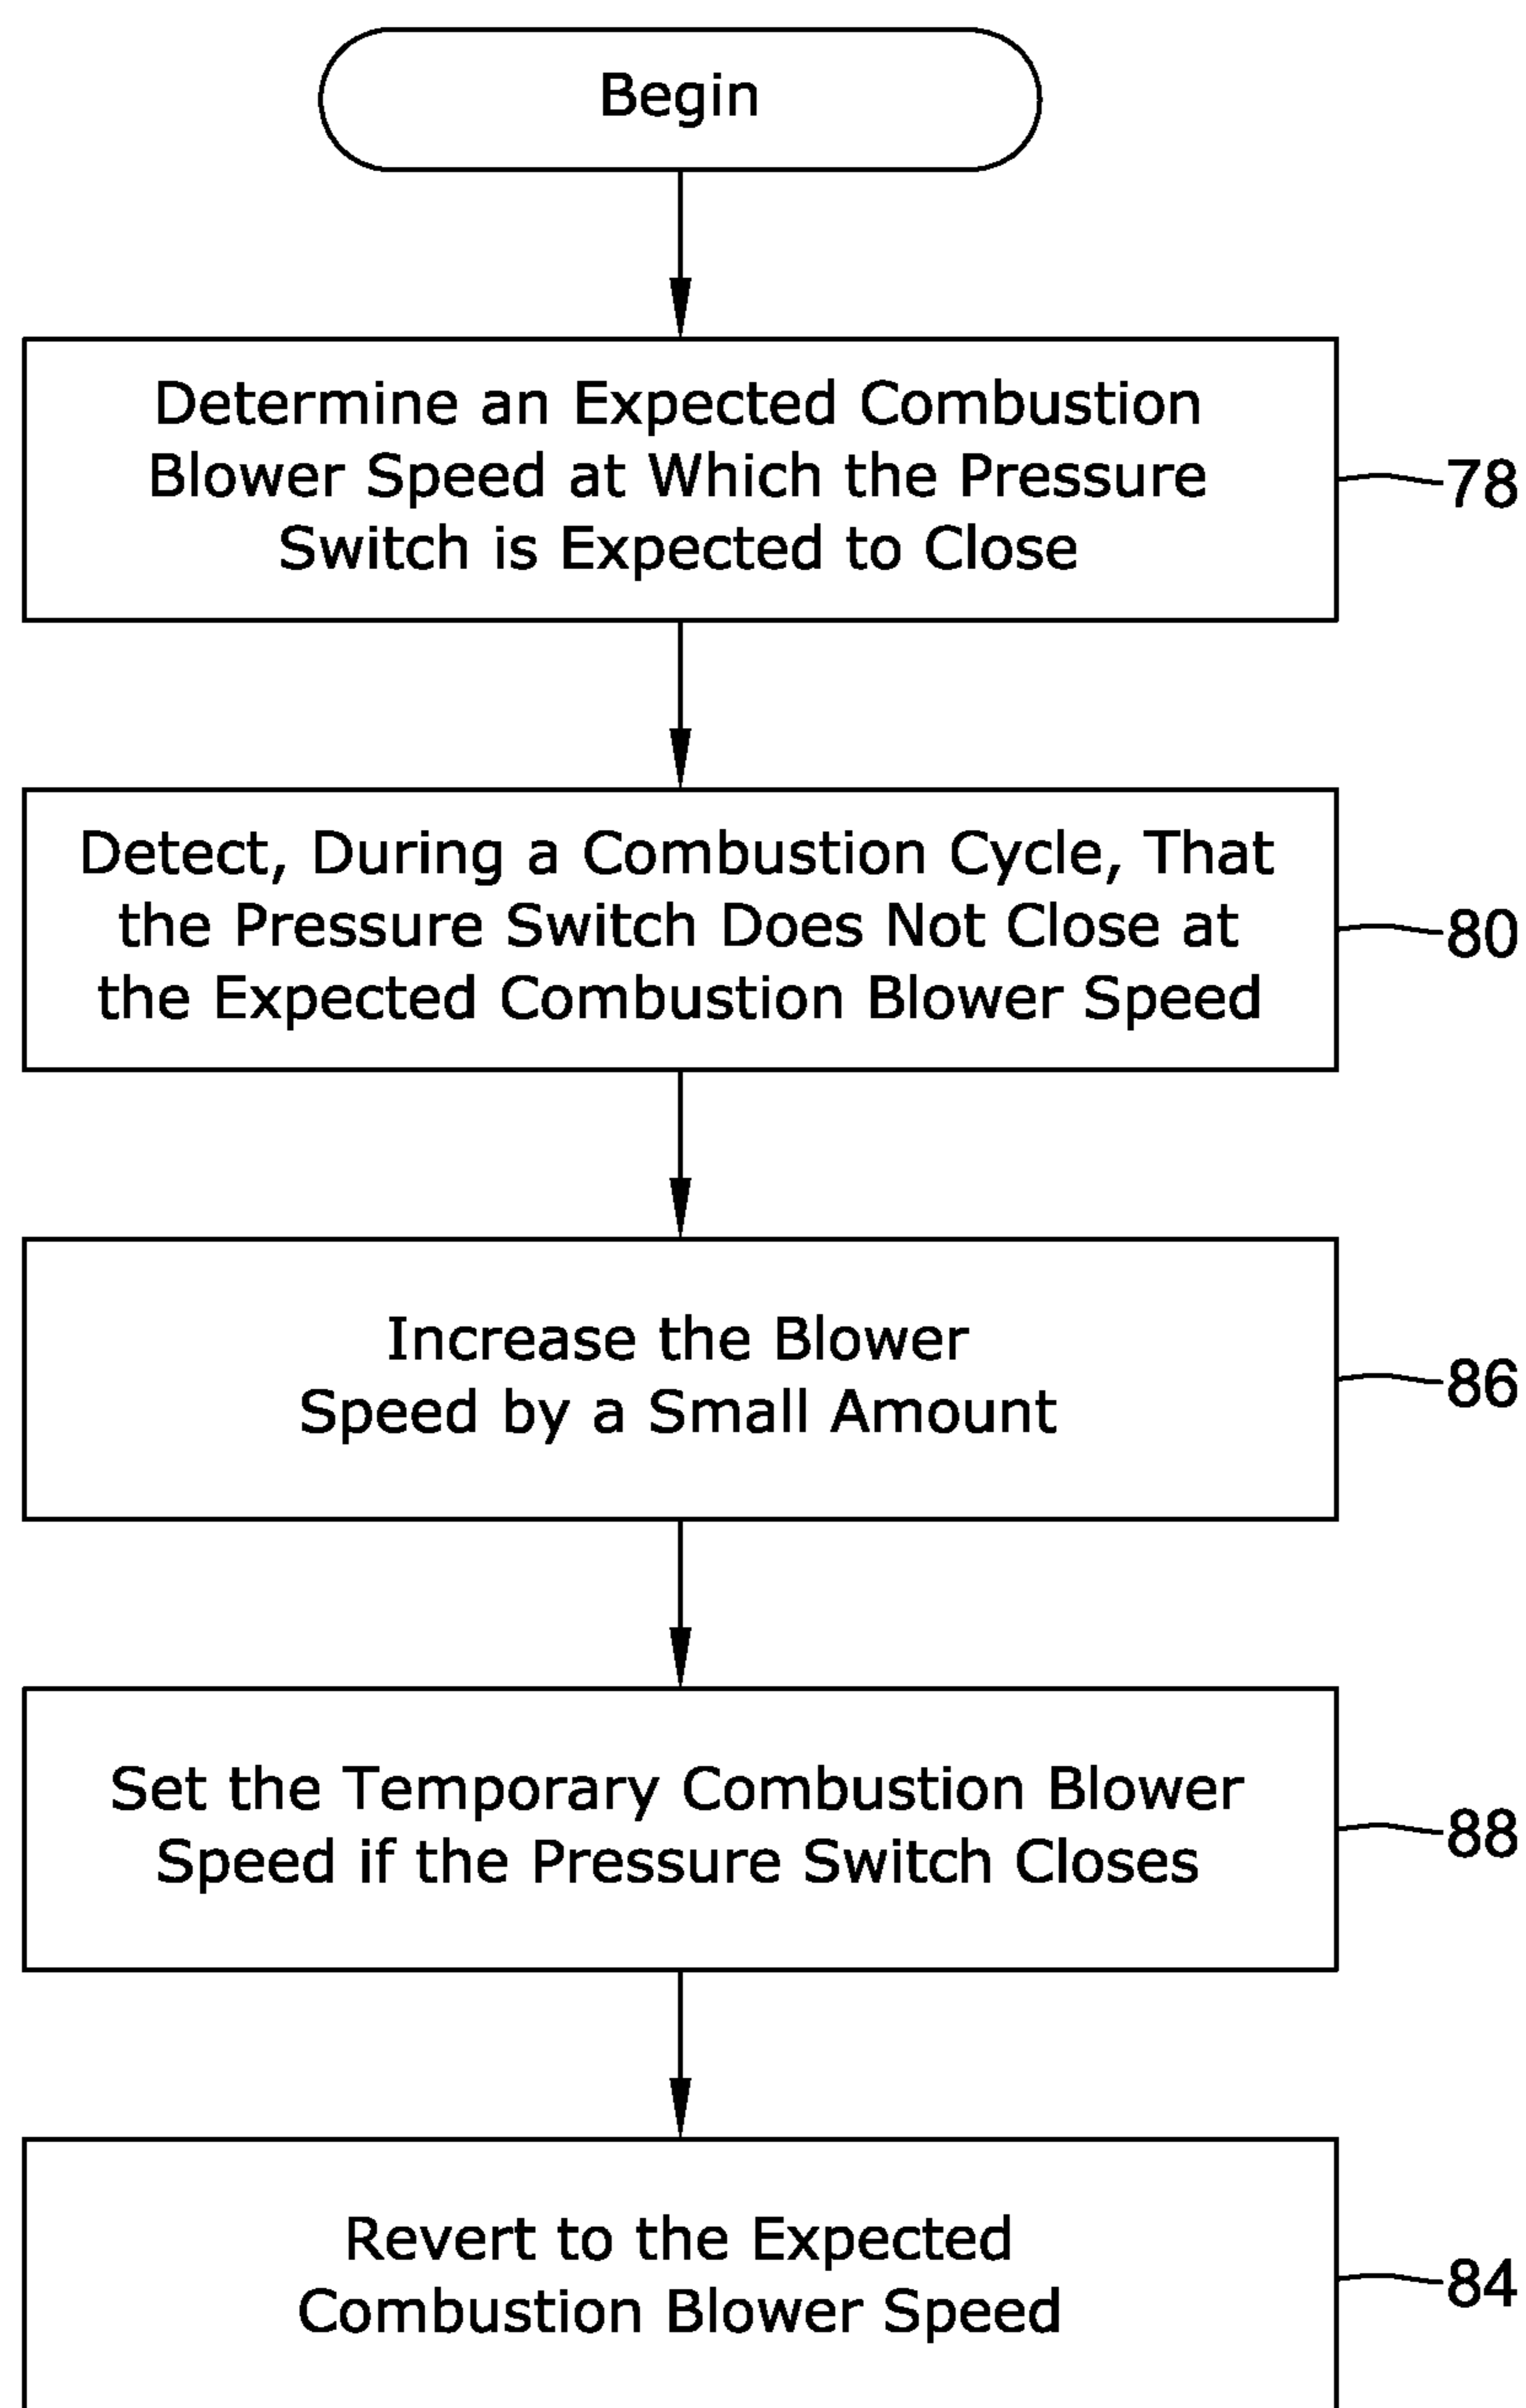 Begin
Determine an Expected Combustion
Blower Speed at Which the Pressure
Switch is Expected to Close
78
Detect, During a Combustion Cycle, That
the Pressure Switch Does Not Close at
the Expected Combustion Blower Speed
80
Increase the Blower
Speed by a Small Amount
86
Set the Temporary Combustion Blower
Speed if the Pressure Switch Closes
88
Revert to the Expected
Combustion Blower Speed
84